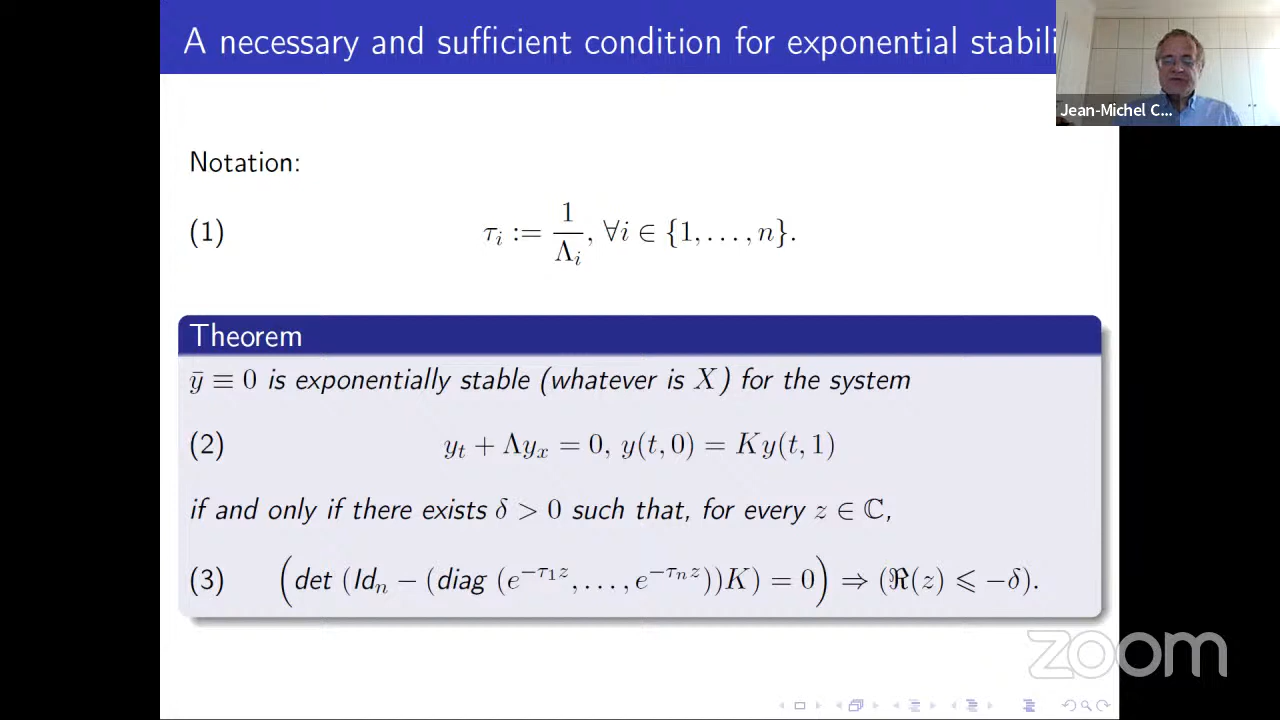 A necessary and sufficient condition for exponential stabili
Jean-Michel C...
Notation:
(1) τ_i := 1/Λ_i, ∀i ∈ {1, . . . , n}.
Theorem
ȳ ≡ 0 is exponentially stable (whatever is X) for the system
(2) y_t + Λy_x = 0, y(t, 0) = Ky(t, 1)
if and only if there exists δ > 0 such that, for every z ∈ ℂ,
(3) (det (Id_n − (diag (e^{−τ_1 z}, . . . , e^{−τ_n z}))K) = 0) ⇒ (ℜ(z) ⩽ −δ).
zoom